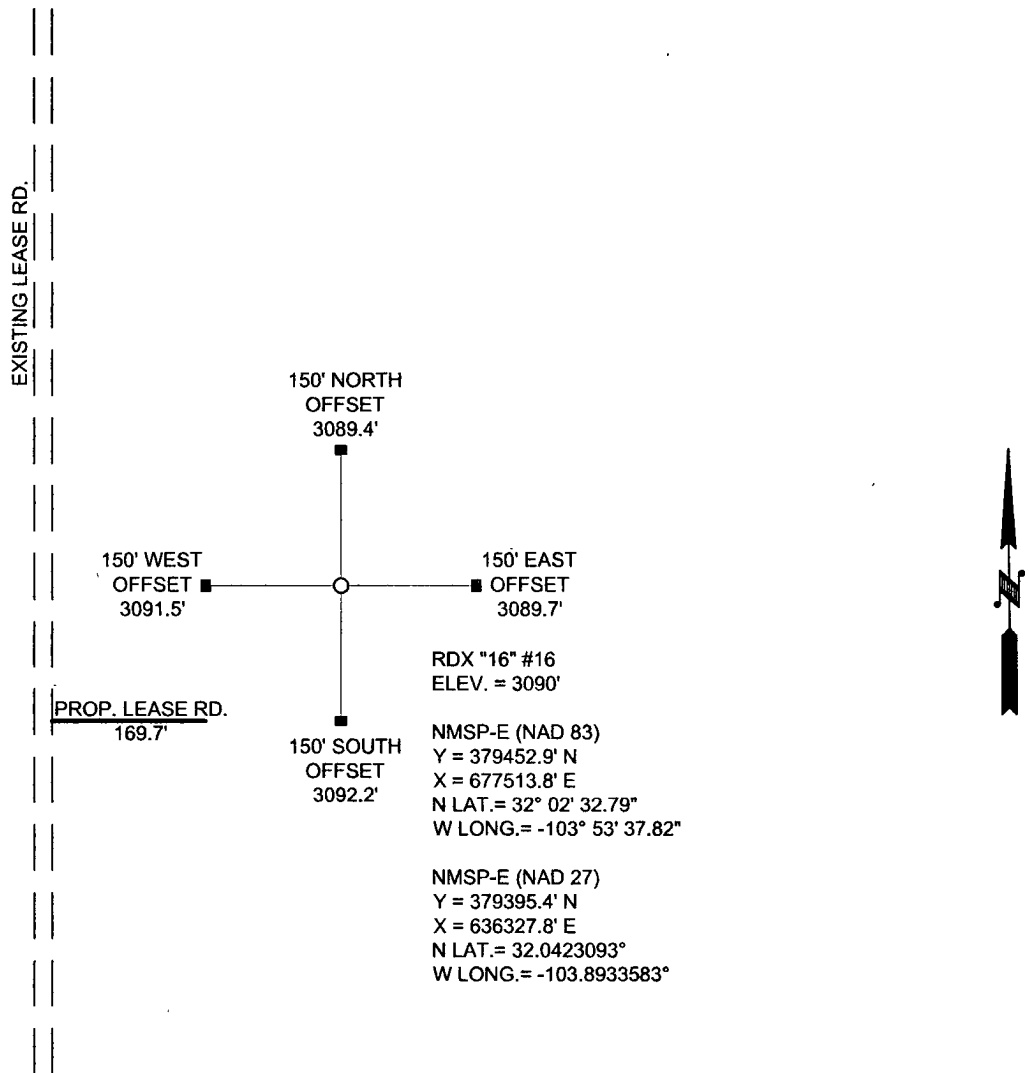 EXISTING LEASE RD.
150' NORTH
OFFSET
3089.4'
150' WEST
OFFSET
3091.5'
150' EAST
OFFSET
3089.7'
PROP. LEASE RD.
169.7'
150' SOUTH
OFFSET
3092.2'
RDX "16" #16
ELEV. = 3090'
NMSP-E (NAD 83)
Y = 379452.9' N
X = 677513.8' E
N LAT.= 32° 02' 32.79"
W LONG.= -103° 53' 37.82"
NMSP-E (NAD 27)
Y = 379395.4' N
X = 636327.8' E
N LAT.= 32.0423093°
W LONG.= -103.8933583°
N